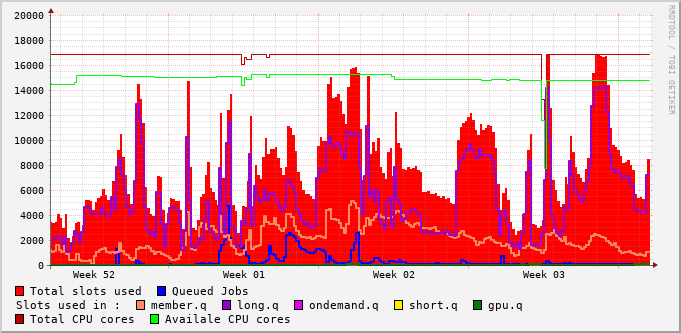 20000
18000
16000
14000
12000
10000
8000
6000
4000
2000
0
Week 52 Week 01 Week 02 Week 03
RRDTOOL / TOBI OETIKER
Total slots used Queued Jobs
Slots used in : member.q long.q ondemand.q short.q gpu.q
Total CPU cores Availale CPU cores